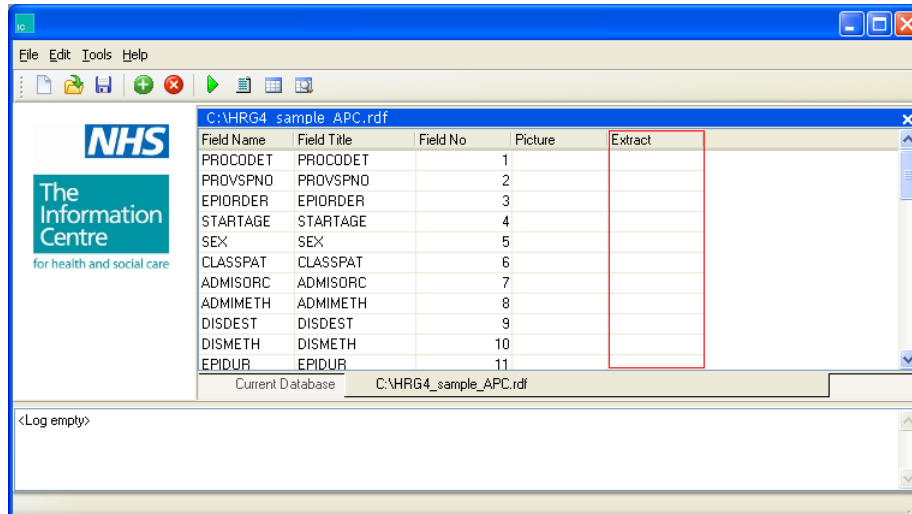 IC
File Edit Tools Help
C:\HRG4_sample_APC.rdf
NHS
The
Information
Centre
for health and social care
Field Name Field Title Field No Picture Extract
PROCODET PROCODET 1
PROVSPNO PROVSPNO 2
EPIORDER EPIORDER 3
STARTAGE STARTAGE 4
SEX SEX 5
CLASSPAT CLASSPAT 6
ADMISORC ADMISORC 7
ADMIMETH ADMIMETH 8
DISDEST DISDEST 9
DISMETH DISMETH 10
EPIDUR EPIDUR 11
Current Database C:\HRG4_sample_APC.rdf
<Log empty>